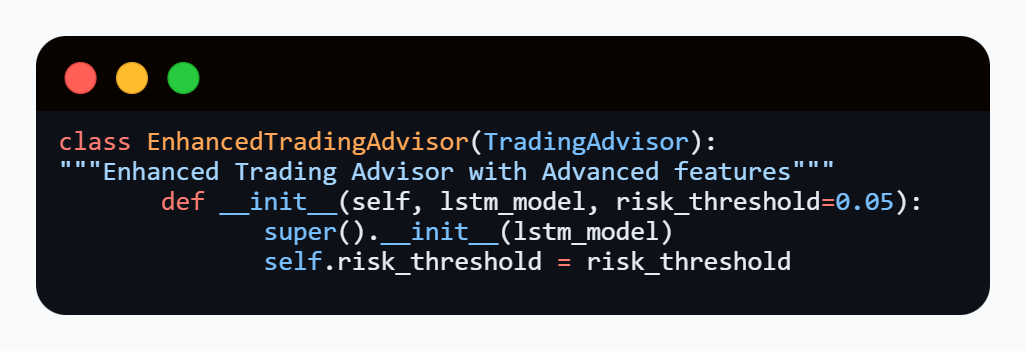 class EnhancedTradingAdvisor(TradingAdvisor):
"""Enhanced Trading Advisor with Advanced features"""
       def __init__(self, lstm_model, risk_threshold=0.05):
              super().__init__(lstm_model)
              self.risk_threshold = risk_threshold